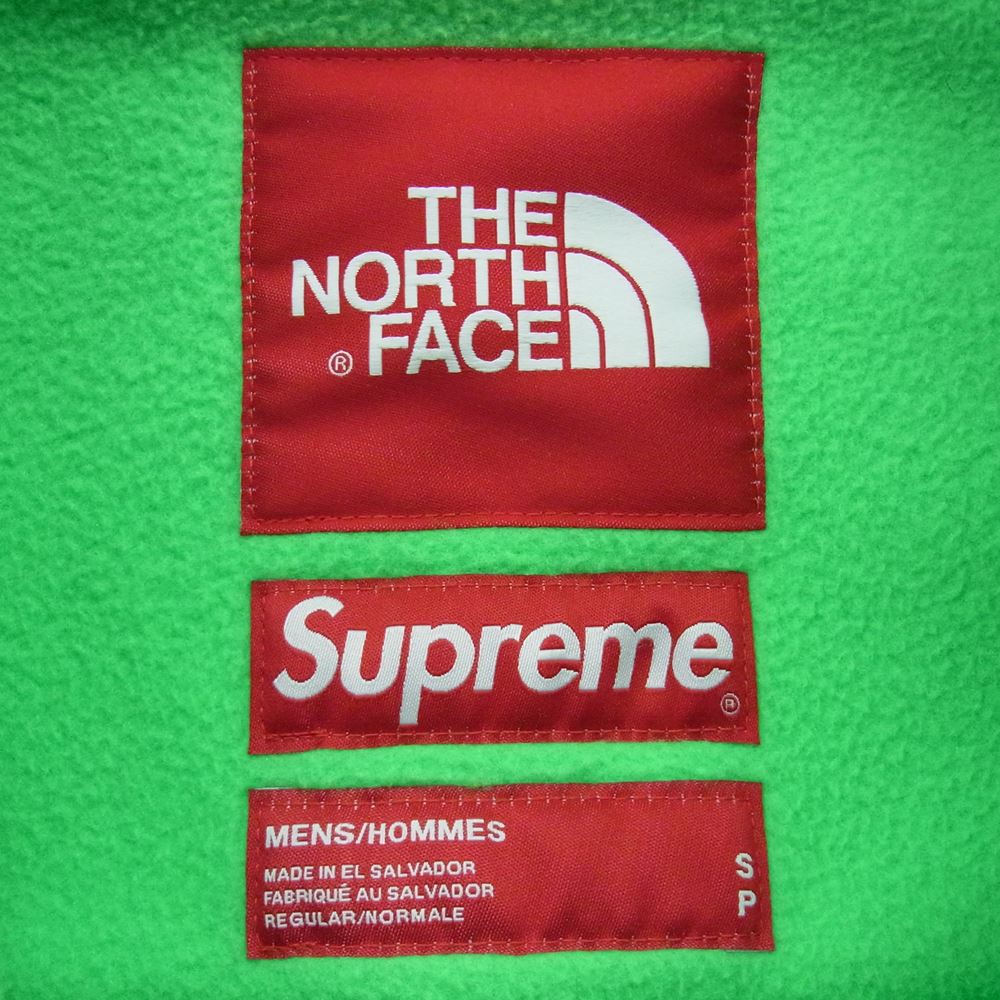 THE
NORTH
FACE
®
Supreme
®
MENS/HOMMES
MADE IN EL SALVADOR
FABRIQUÉ AU SALVADOR
REGULAR/NORMALE
S
P